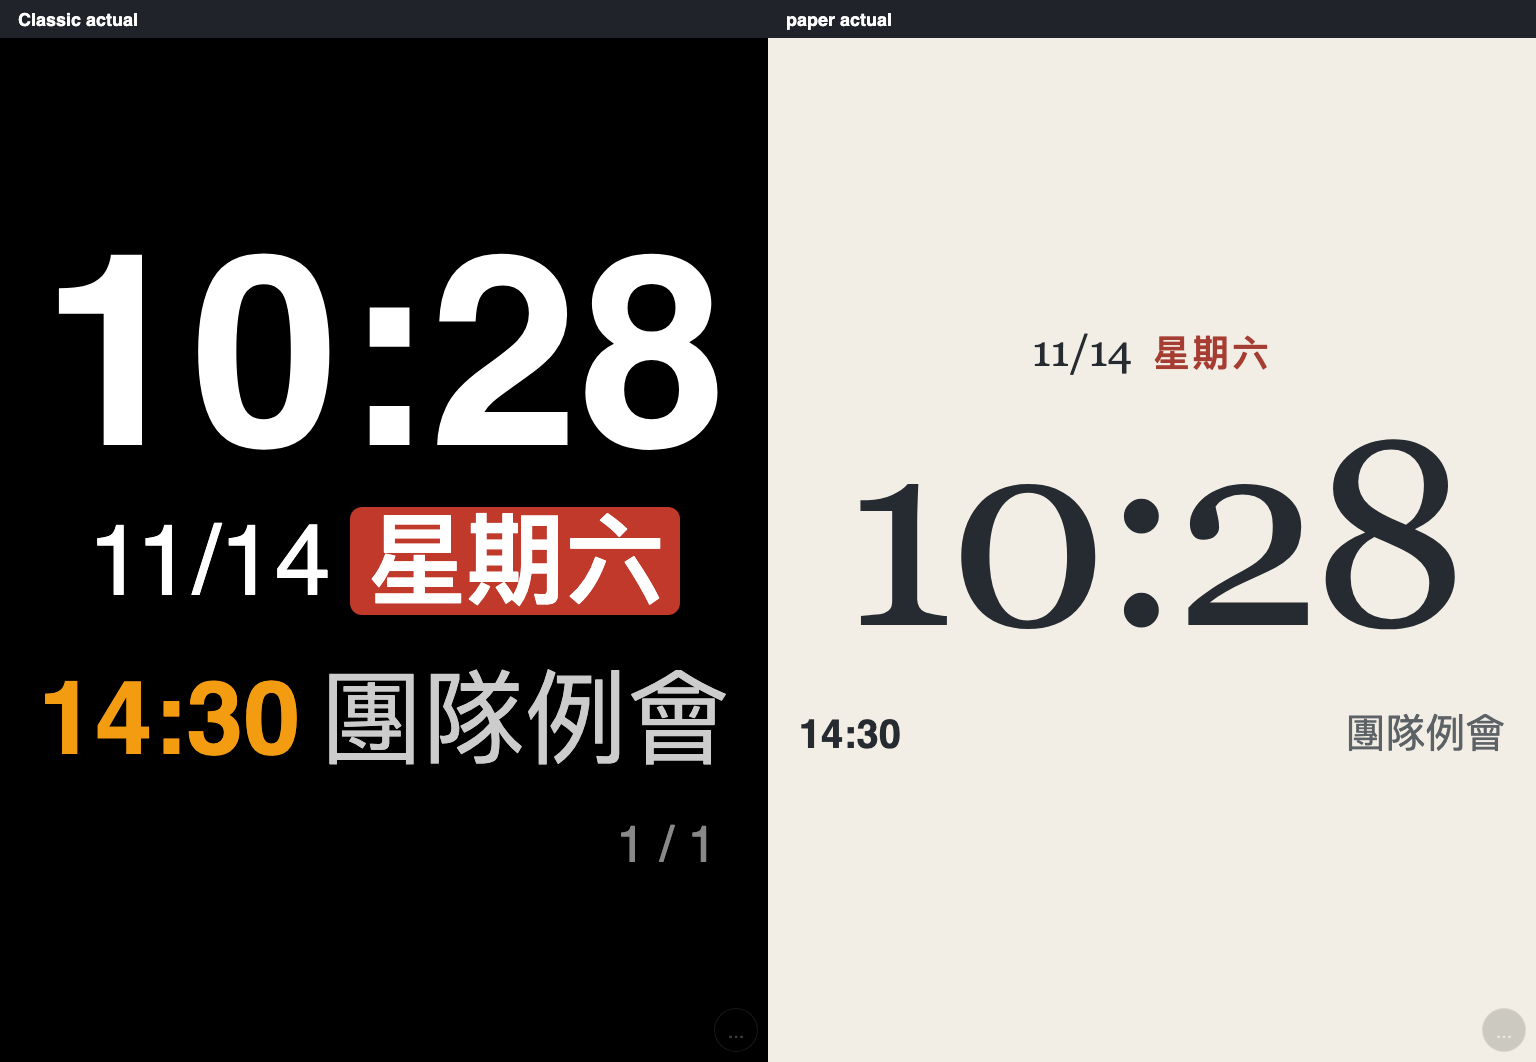 Classic actual
10:28
11/14 星期六
14:30 團隊例會
1 / 1
...
paper actual
11/14 星期六
10:28
14:30 團隊例會
...